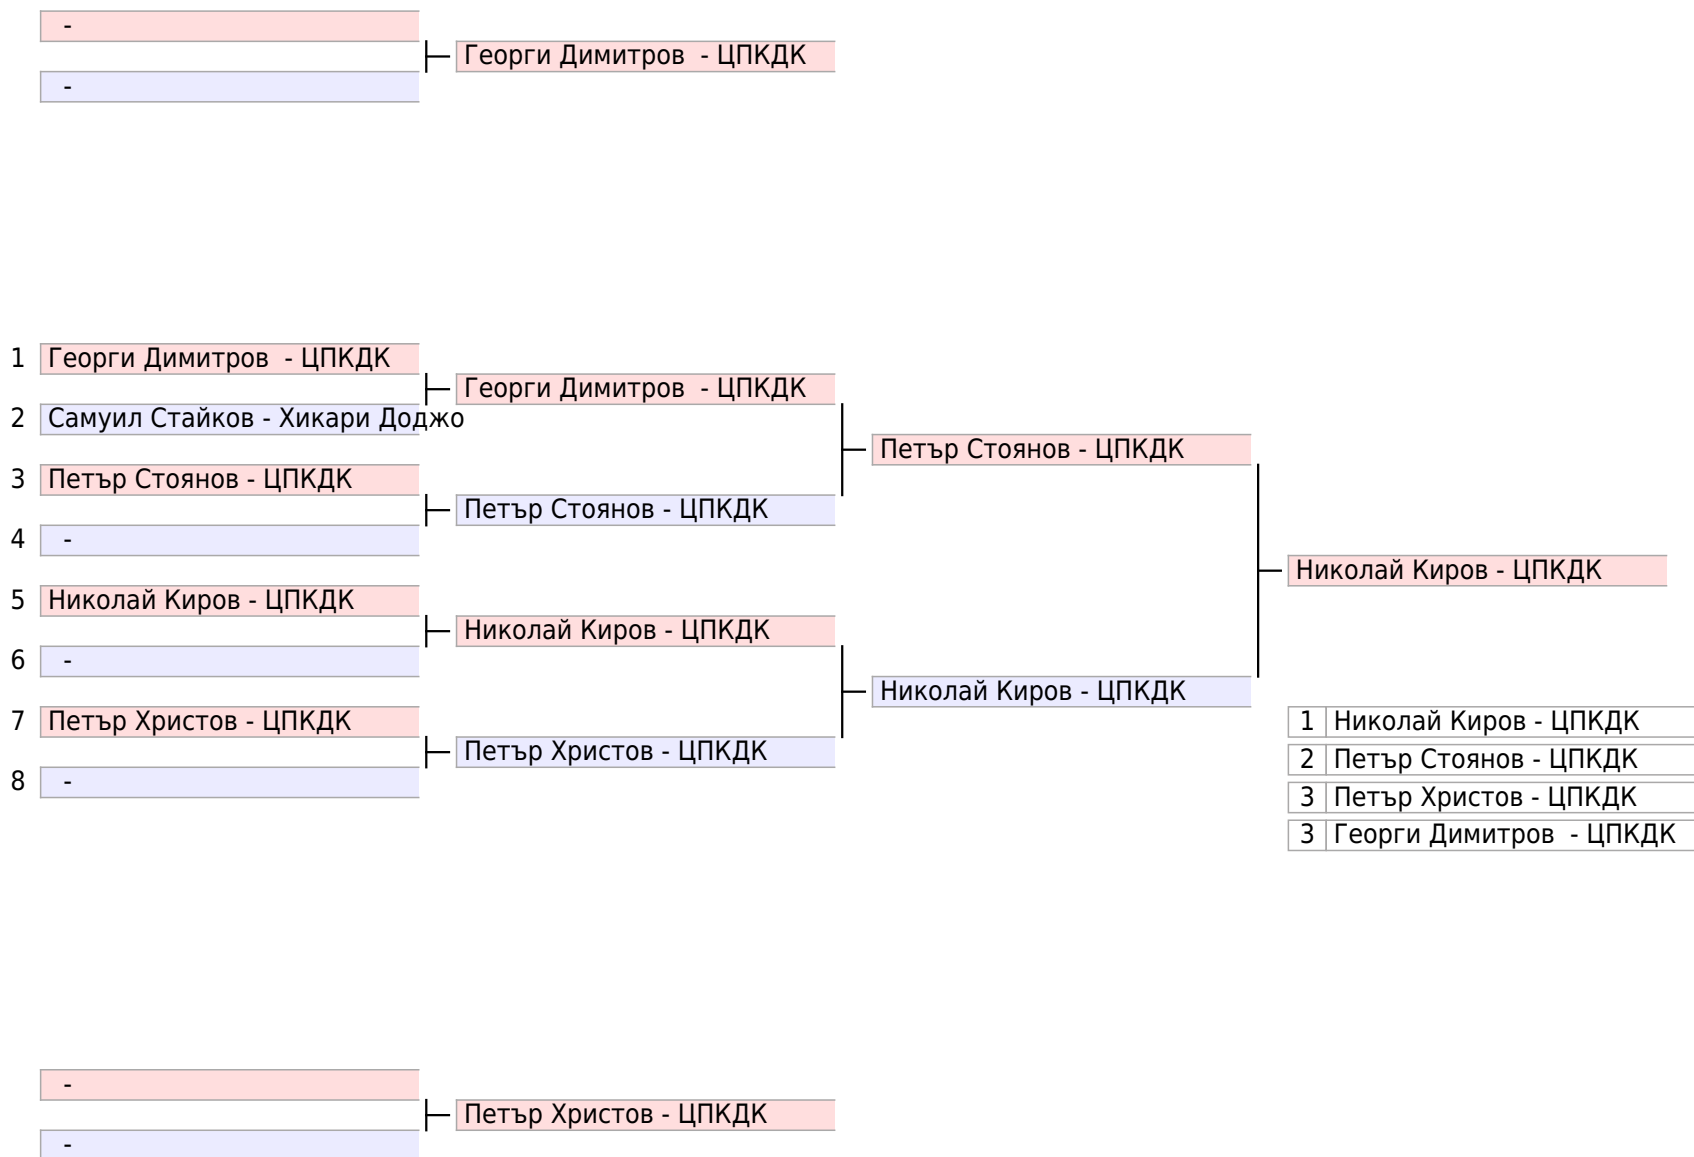 -
Георги Димитров - ЦПКДК
-
1 Георги Димитров - ЦПКДК
Георги Димитров - ЦПКДК
2 Самуил Стайков - Хикари Доджо
Петър Стоянов - ЦПКДК
3 Петър Стоянов - ЦПКДК
Петър Стоянов - ЦПКДК
4 -
Николай Киров - ЦПКДК
5 Николай Киров - ЦПКДК
Николай Киров - ЦПКДК
6 -
Николай Киров - ЦПКДК
7 Петър Христов - ЦПКДК
Петър Христов - ЦПКДК
8 -
1 Николай Киров - ЦПКДК
2 Петър Стоянов - ЦПКДК
3 Петър Христов - ЦПКДК
3 Георги Димитров - ЦПКДК
-
Петър Христов - ЦПКДК
-